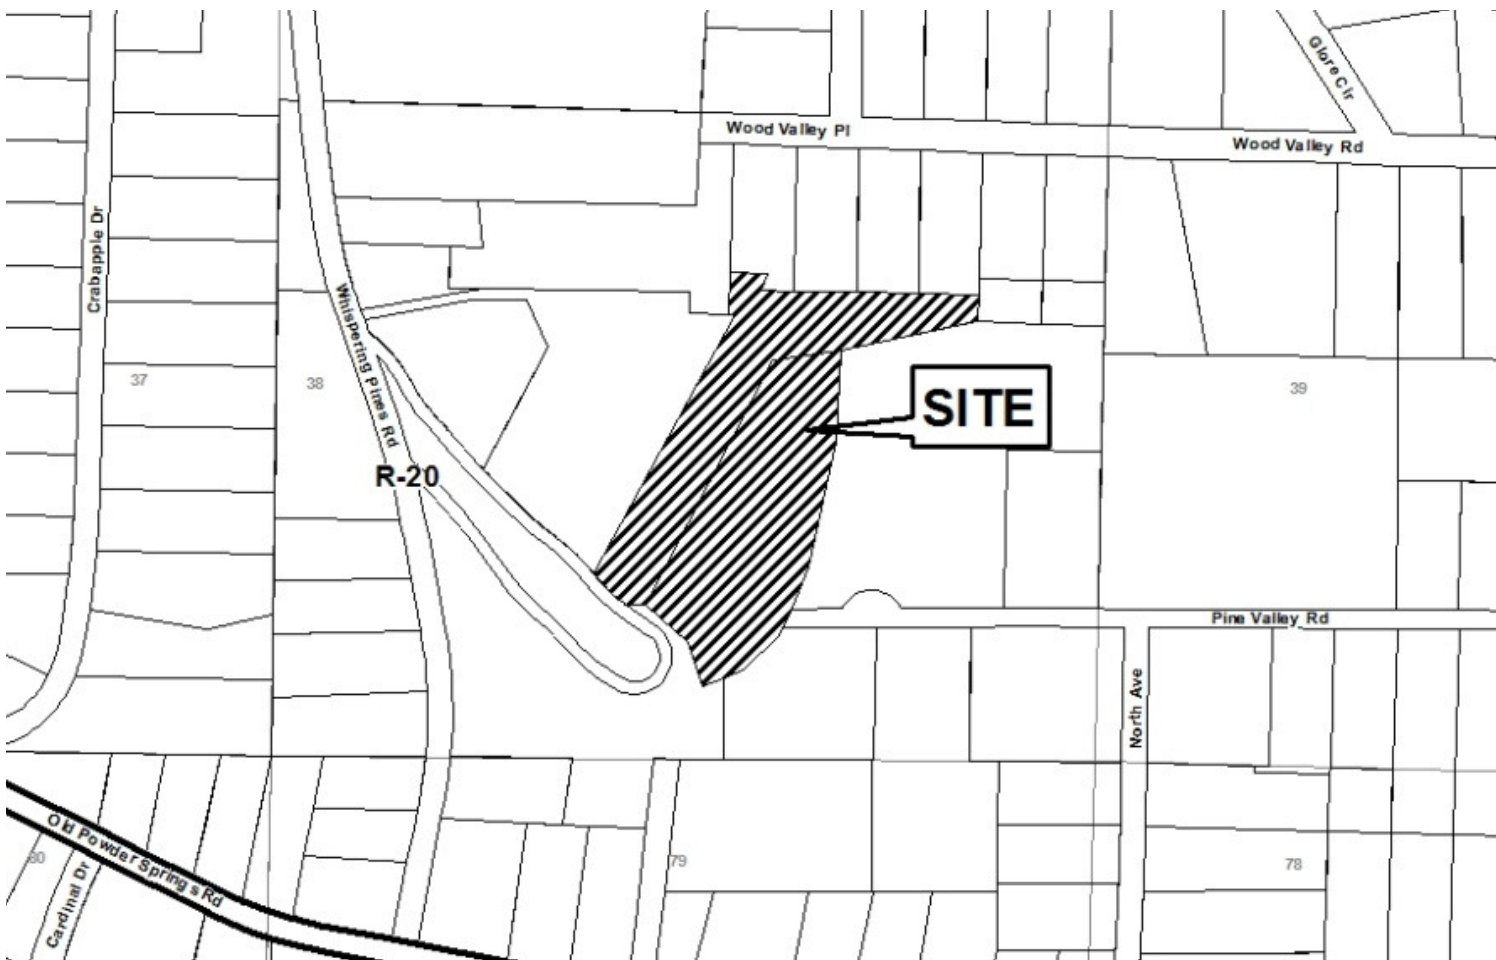 Glore Cir
Wood Valley Pl
Wood Valley Rd
Crabapple Dr
Whispering Pines Rd
37
38
39
SITE
R-20
Pine Valley Rd
North Ave
Old Powder Springs Rd
80
79
78
Cardinal Dr